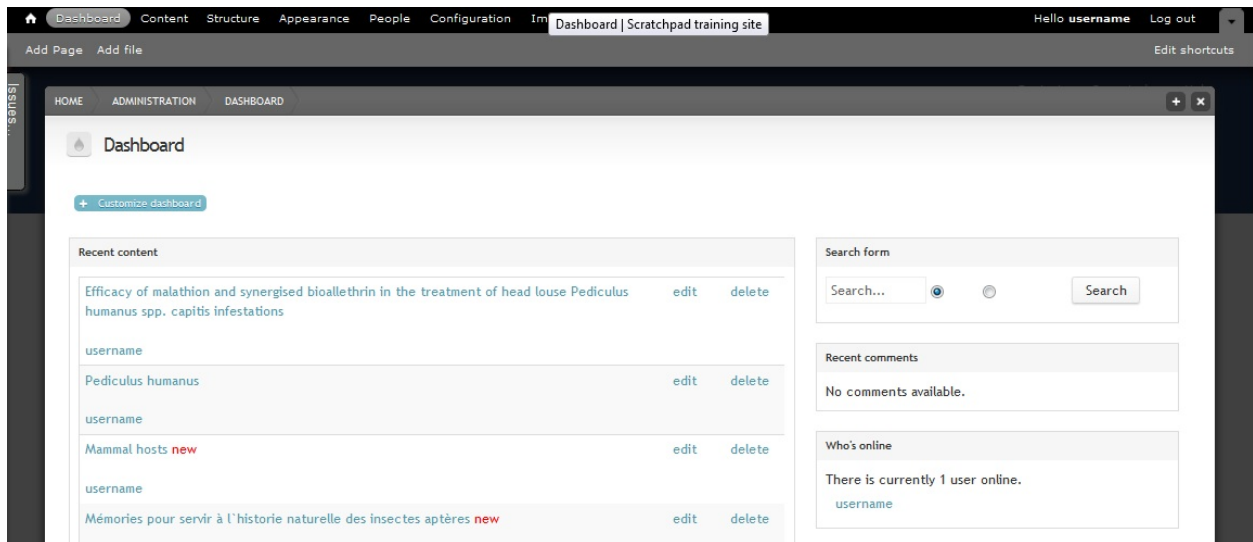 Dashboard Content Structure Appearance People Configuration Im Dashboard | Scratchpad training site Hello username Log out
Add Page Add file Edit shortcuts
Issues...
HOME ADMINISTRATION DASHBOARD
Dashboard
+ Customize dashboard
Recent content
Efficacy of malathion and synergised bioallethrin in the treatment of head louse Pediculus edit delete
humanus spp. capitis infestations
username
Pediculus humanus edit delete
username
Mammal hosts new edit delete
username
Mémories pour servir à l`historie naturelle des insectes aptères new edit delete
Search form
Search... Search
Recent comments
No comments available.
Who's online
There is currently 1 user online.
username